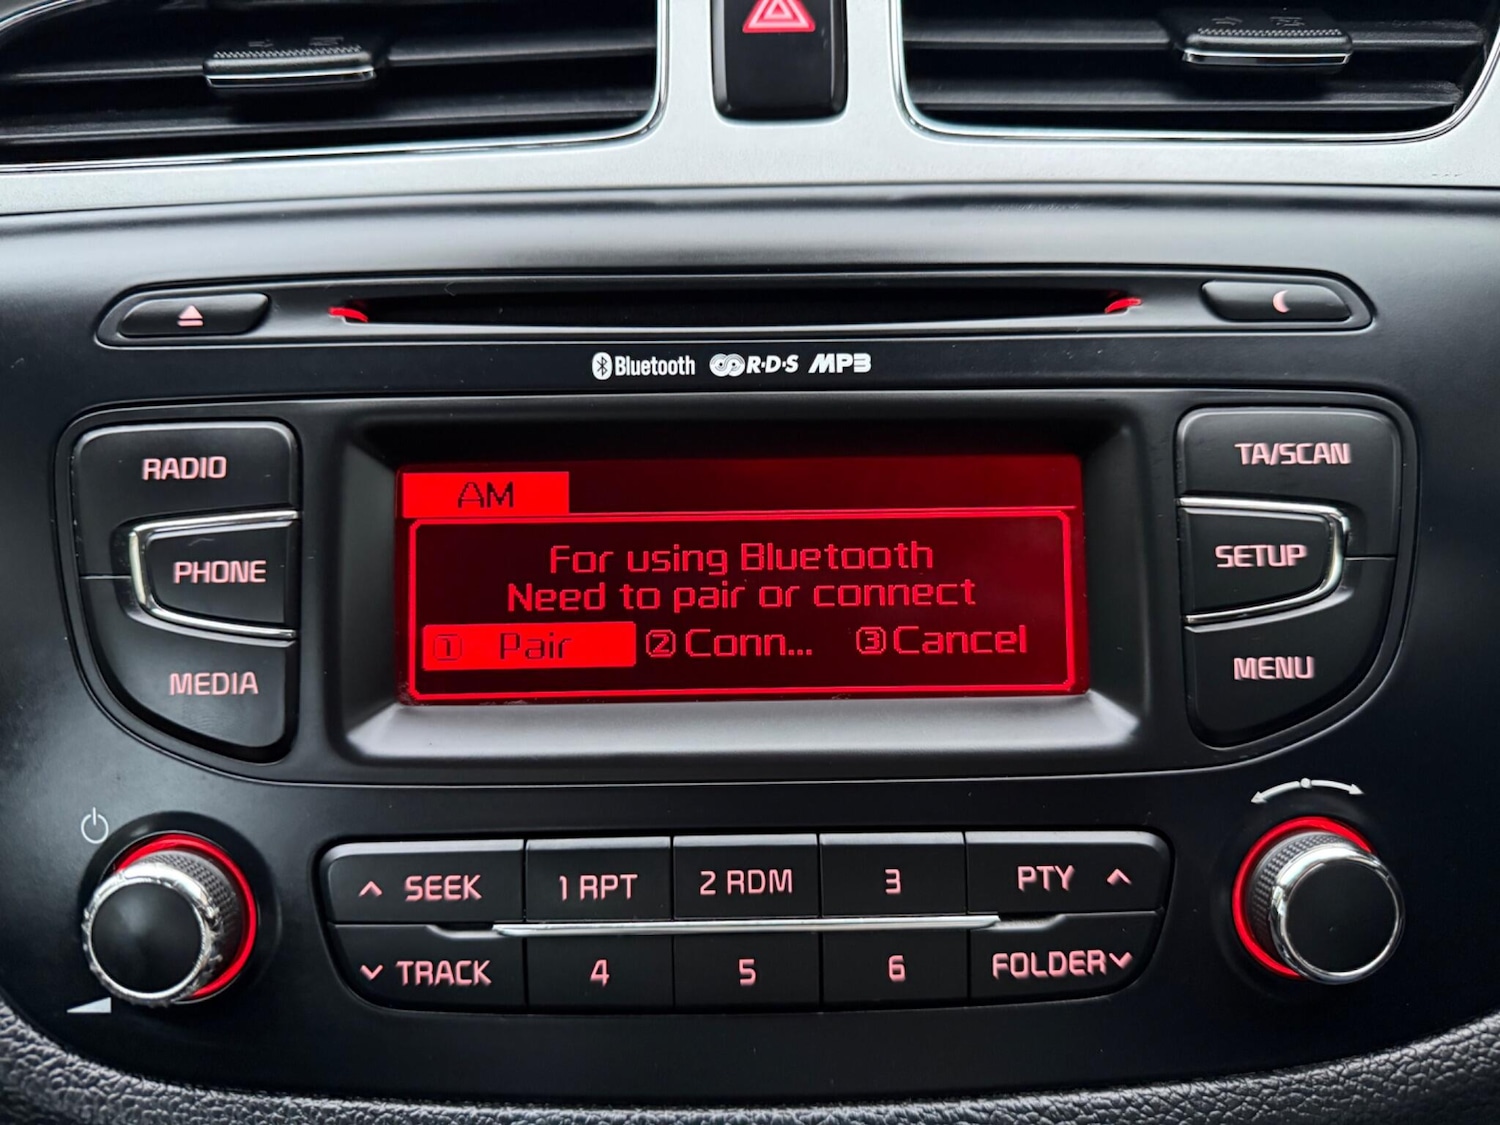 Bluetooth R·D·S MP3
RADIO
PHONE
MEDIA
AM
For using Bluetooth
Need to pair or connect
1 Pair 2 Conn... 3 Cancel
TA/SCAN
SETUP
MENU
SEEK 1 RPT 2 RDM 3 PTY
TRACK 4 5 6 FOLDER